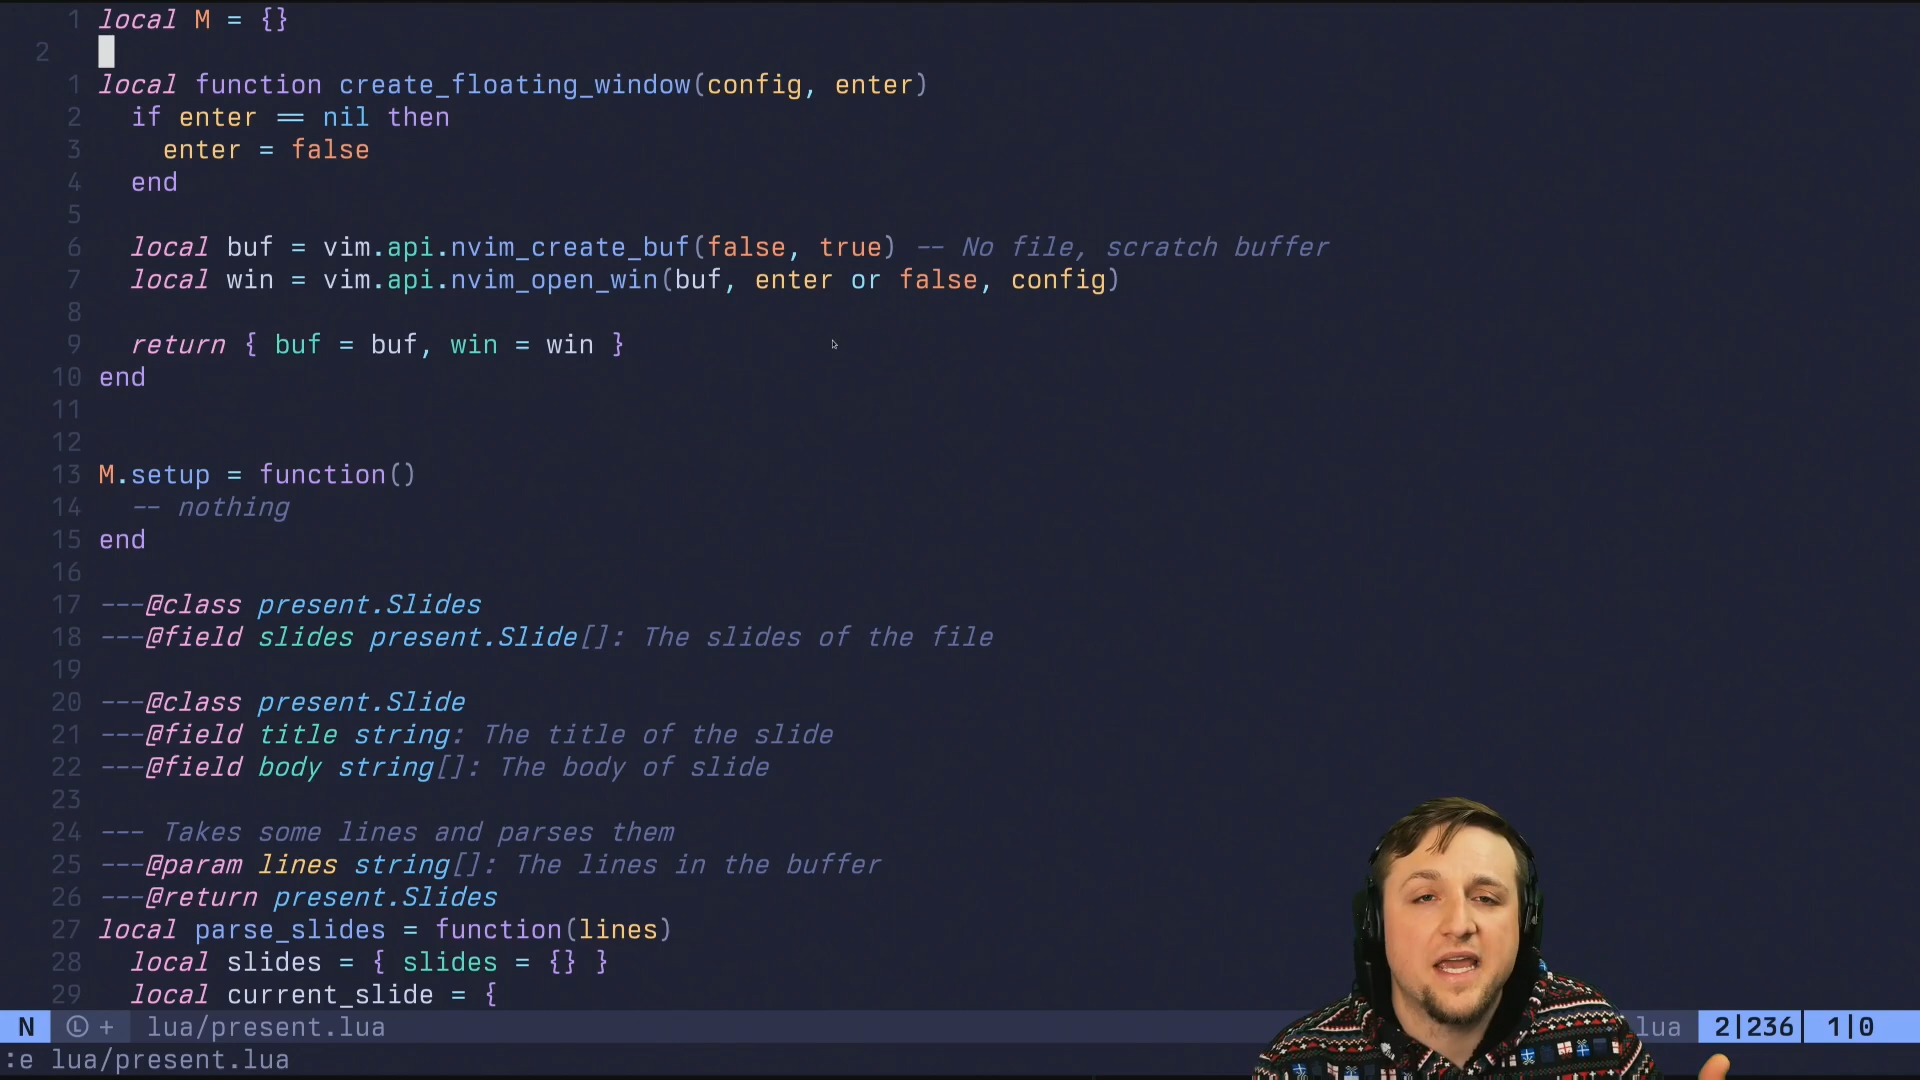 1 local M = {}
2
1 local function create_floating_window(config, enter)
2 if enter == nil then
3 enter = false
4 end
5
6 local buf = vim.api.nvim_create_buf(false, true) -- No file, scratch buffer
7 local win = vim.api.nvim_open_win(buf, enter or false, config)
8
9 return { buf = buf, win = win }
10 end
11
12
13 M.setup = function()
14 -- nothing
15 end
16
17 ---@class present.Slides
18 ---@field slides present.Slide[]: The slides of the file
19
20 ---@class present.Slide
21 ---@field title string: The title of the slide
22 ---@field body string[]: The body of slide
23
24 --- Takes some lines and parses them
25 ---@param lines string[]: The lines in the buffer
26 ---@return present.Slides
27 local parse_slides = function(lines)
28 local slides = { slides = {} }
29 local current_slide = {
N Ⓛ + lua/present.lua lua 2|236 1|0
:e lua/present.lua